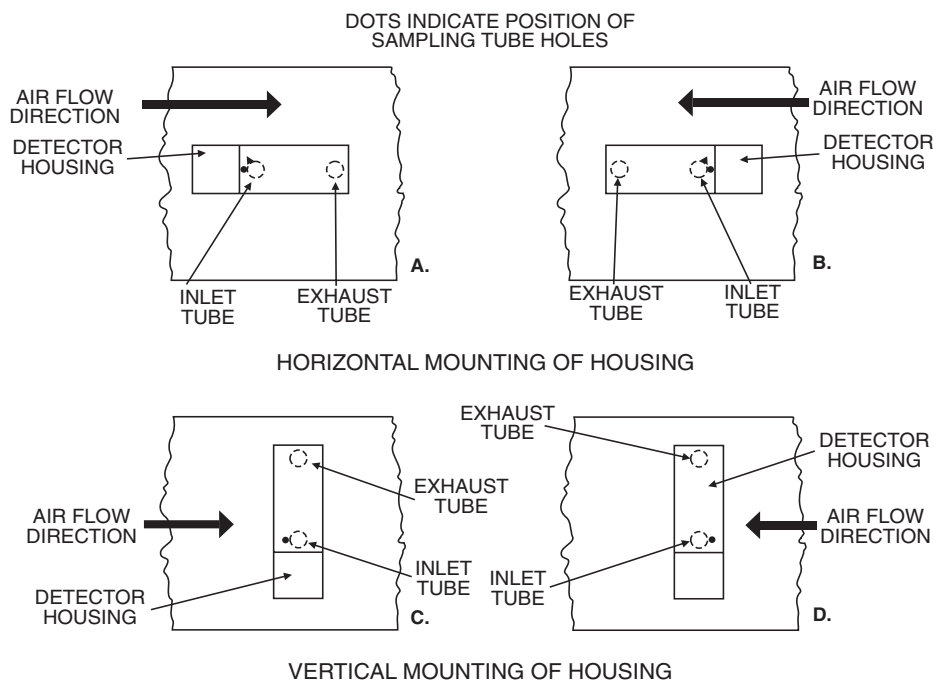 DOTS INDICATE POSITION OF
SAMPLING TUBE HOLES
AIR FLOW
DIRECTION
DETECTOR
HOUSING
INLET
TUBE
EXHAUST
TUBE
A.
AIR FLOW
DIRECTION
DETECTOR
HOUSING
EXHAUST
TUBE
INLET
TUBE
B.
HORIZONTAL MOUNTING OF HOUSING
AIR FLOW
DIRECTION
EXHAUST
TUBE
INLET
TUBE
DETECTOR
HOUSING
C.
EXHAUST
TUBE
DETECTOR
HOUSING
AIR FLOW
DIRECTION
INLET
TUBE
D.
VERTICAL MOUNTING OF HOUSING